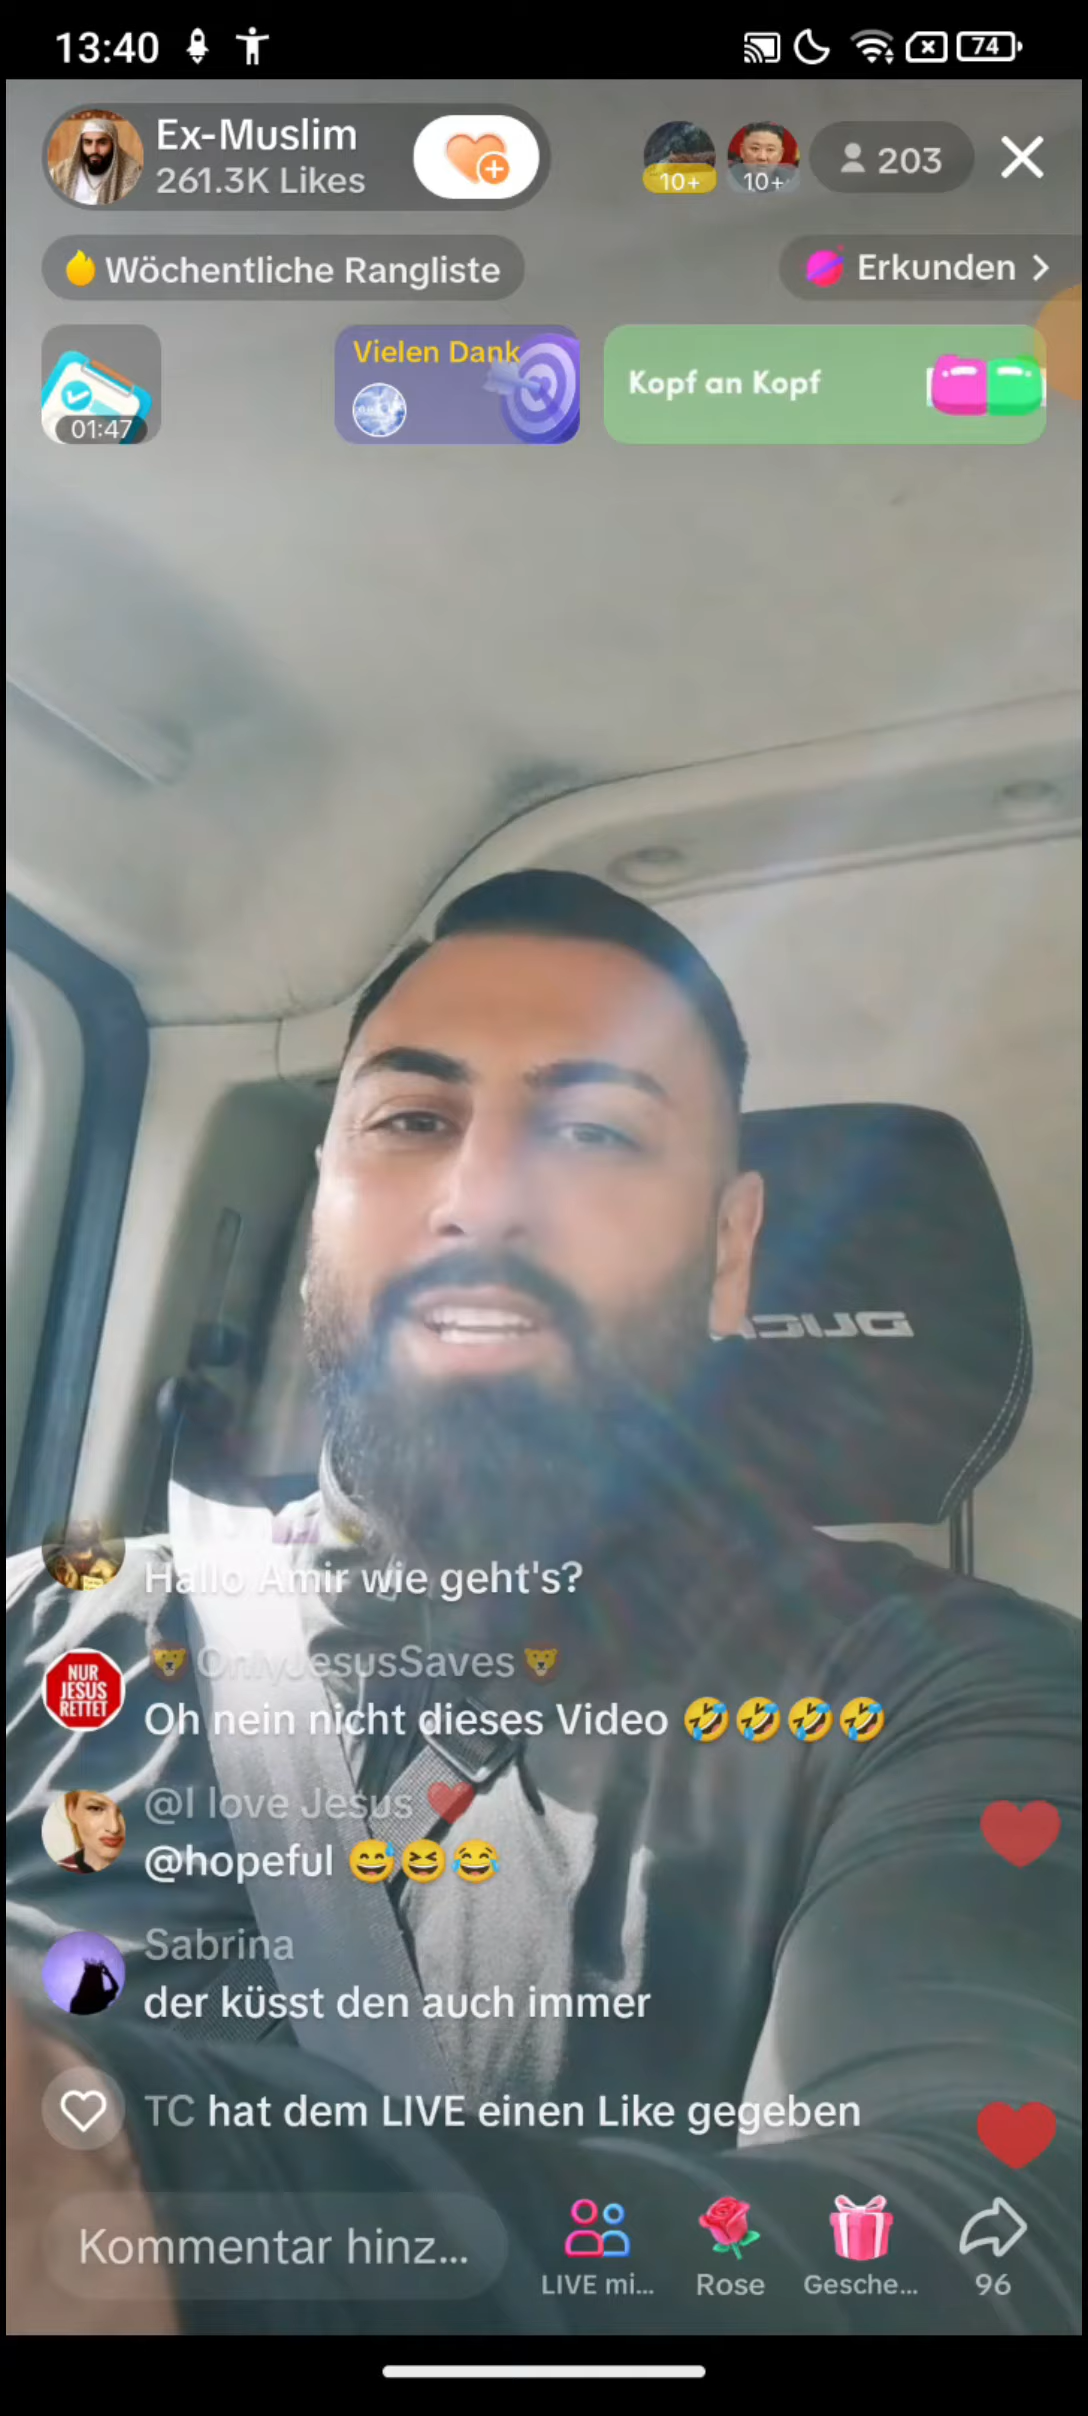 13:40
74
Ex-Muslim
261.3K Likes
10+
10+
203
Wöchentliche Rangliste
Erkunden >
01:47
Vielen Dank
Kopf an Kopf
Hallo Amir wie geht's?
🦁OnlyJesusSaves🦁
NUR
JESUS
RETTET
Oh nein nicht dieses Video 🤣🤣🤣🤣
@I love Jesus ❤️
@hopeful 😅😆😂
Sabrina
der küsst den auch immer
TC hat dem LIVE einen Like gegeben
Kommentar hinz...
LIVE mi...
Rose
Gesche...
96